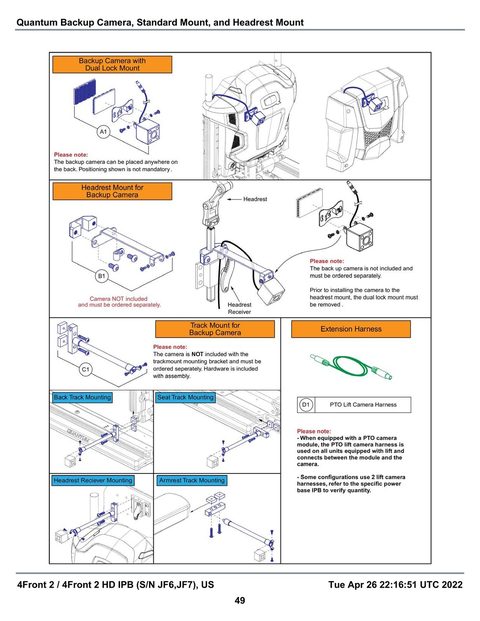 Quantum Backup Camera, Standard Mount, and Headrest Mount
Backup Camera with
Dual Lock Mount
A1
Please note:
The backup camera can be placed anywhere on
the back. Positioning shown is not mandatory .
Headrest Mount for
Backup Camera
Headrest
B1
Camera NOT included
and must be ordered separately.
Headrest
Receiver
Please note:
The back up camera is not included and
must be ordered separately.
Prior to installing the camera to the
headrest mount, the dual lock mount must
be removed .
Track Mount for
Backup Camera
C1
Please note:
The camera is NOT included with the
trackmount mounting bracket and must be
ordered seperately. Hardware is included
with assembly.
Back Track Mounting
Seat Track Mounting
Headrest Reciever Mounting
Armrest Track Mounting
Extension Harness
D1
PTO Lift Camera Harness
Please note:
- When equipped with a PTO camera
module, the PTO lift camera harness is
used on all units equipped with lift and
connects between the module and the
camera.
- Some configurations use 2 lift camera
harnesses, refer to the specific power
base IPB to verify quantity.
4Front 2 / 4Front 2 HD IPB (S/N JF6,JF7), US
Tue Apr 26 22:16:51 UTC 2022
49